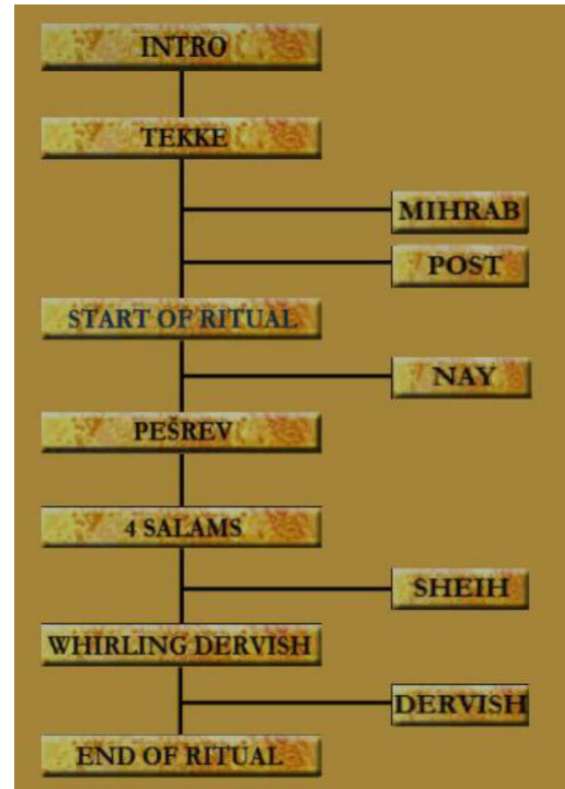 INTRO
TEKKE
MIHRAB
POST
START OF RITUAL
NAY
PEŠREV
4 SALAMS
SHEIH
WHIRLING DERVISH
DERVISH
END OF RITUAL